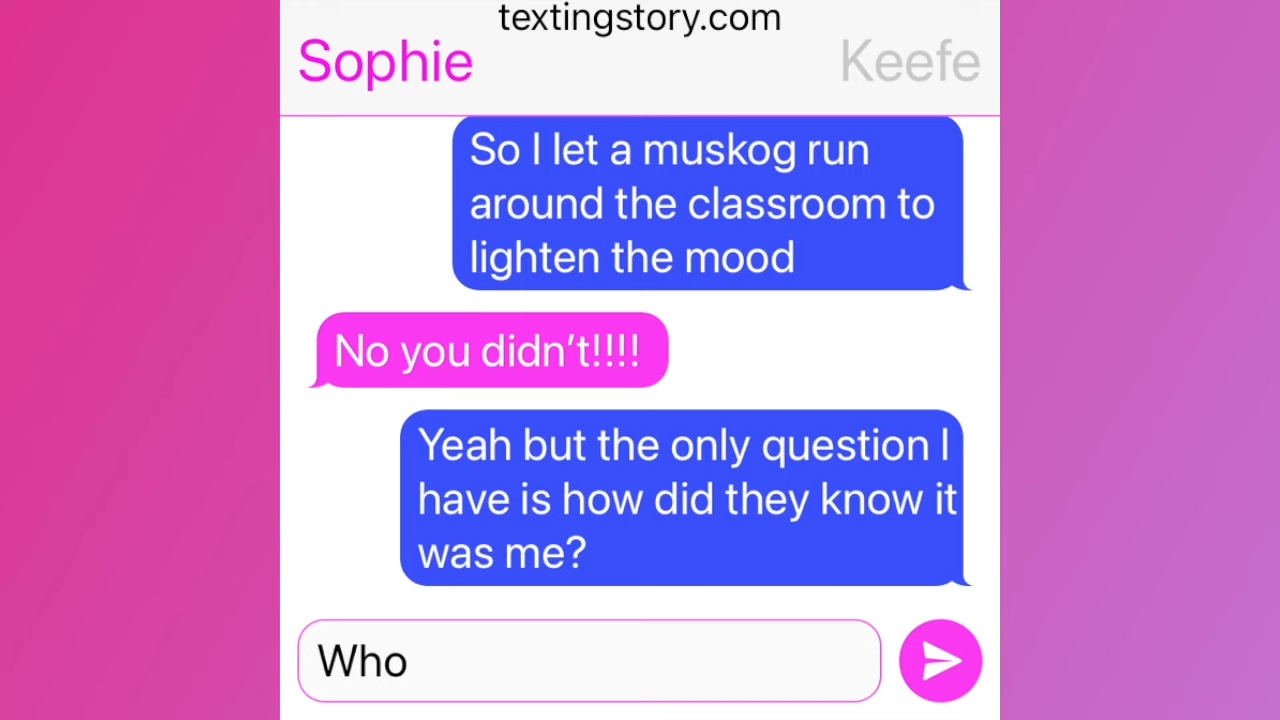 textingstory.com
Sophie Keefe
So I let a muskog run
around the classroom to
lighten the mood
No you didn’t!!!!
Yeah but the only question I
have is how did they know it
was me?
Who